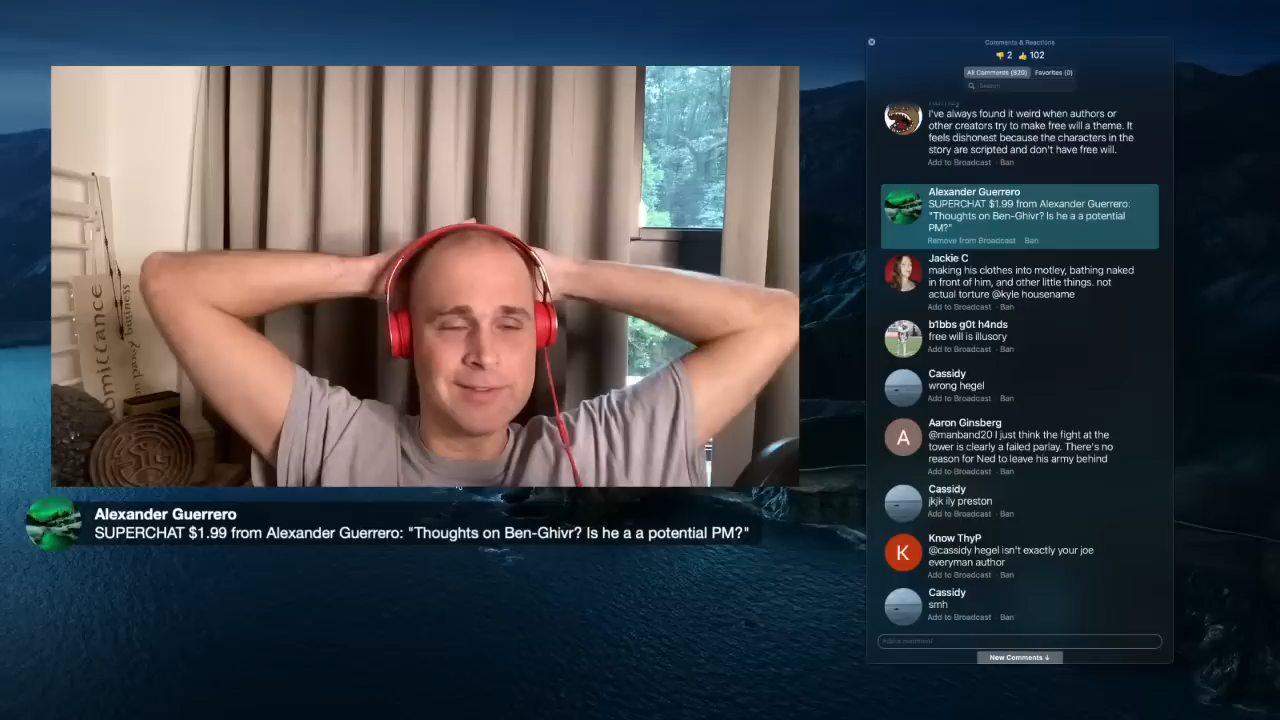 omiccance
om pany business
Alexander Guerrero
SUPERCHAT $1.99 from Alexander Guerrero: "Thoughts on Ben-Ghivr? Is he a a potential PM?"
Comments & Reactions
👎 2 👍 102
All Comments (820) Favorites (0)
Search
I've always found it weird when authors or
other creators try to make free will a theme. It
feels dishonest because the characters in the
story are scripted and don't have free will.
Add to Broadcast · Ban
Alexander Guerrero
SUPERCHAT $1.99 from Alexander Guerrero:
"Thoughts on Ben-Ghivr? Is he a a potential
PM?"
Remove from Broadcast · Ban
Jackie C
making his clothes into motley, bathing naked
in front of him, and other little things. not
actual torture @kyle housename
Add to Broadcast · Ban
b1bbs g0t h4nds
free will is illusory
Add to Broadcast · Ban
Cassidy
wrong hegel
Add to Broadcast · Ban
A
Aaron Ginsberg
@manband20 I just think the fight at the
tower is clearly a failed parlay. There's no
reason for Ned to leave his army behind
Add to Broadcast · Ban
Cassidy
jkjk ily preston
Add to Broadcast · Ban
K
Know ThyP
@cassidy hegel isn't exactly your joe
everyman author
Add to Broadcast · Ban
Cassidy
smh
Add to Broadcast · Ban
Add a comment
New Comments ↓